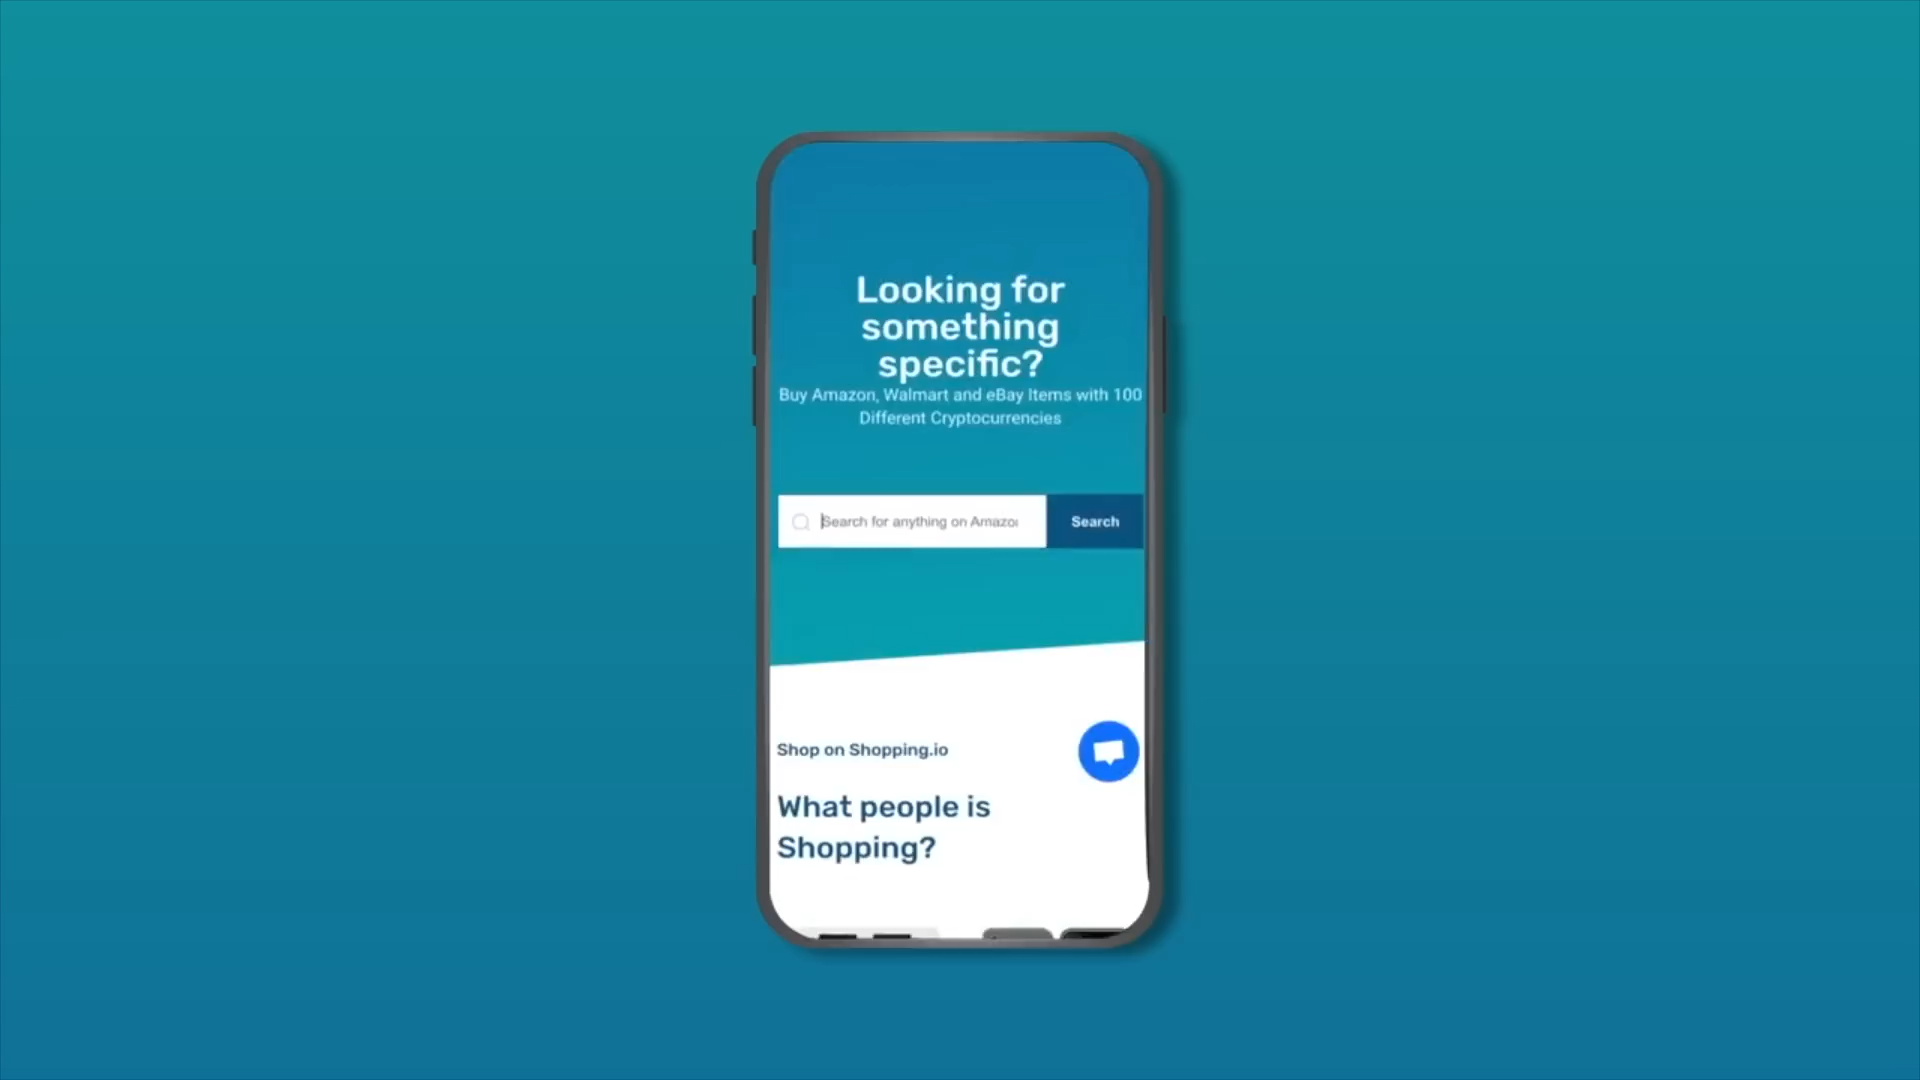 Looking for
something
specific?
Buy Amazon, Walmart and eBay Items with 100
Different Cryptocurrencies
Search for anything on Amazo
Search
Shop on Shopping.io
What people is
Shopping?